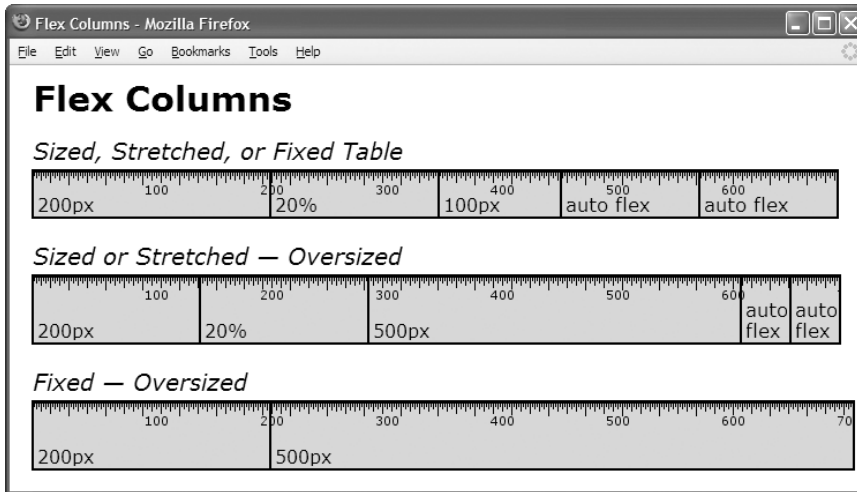 Flex Columns - Mozilla Firefox
File Edit View Go Bookmarks Tools Help
Flex Columns
Sized, Stretched, or Fixed Table
100 200 300 400 500 600
200px 20% 100px auto flex auto flex
Sized or Stretched — Oversized
100 200 300 400 500 600
auto auto
200px 20% 500px flex flex
Fixed — Oversized
100 200 300 400 500 600 70
200px 500px